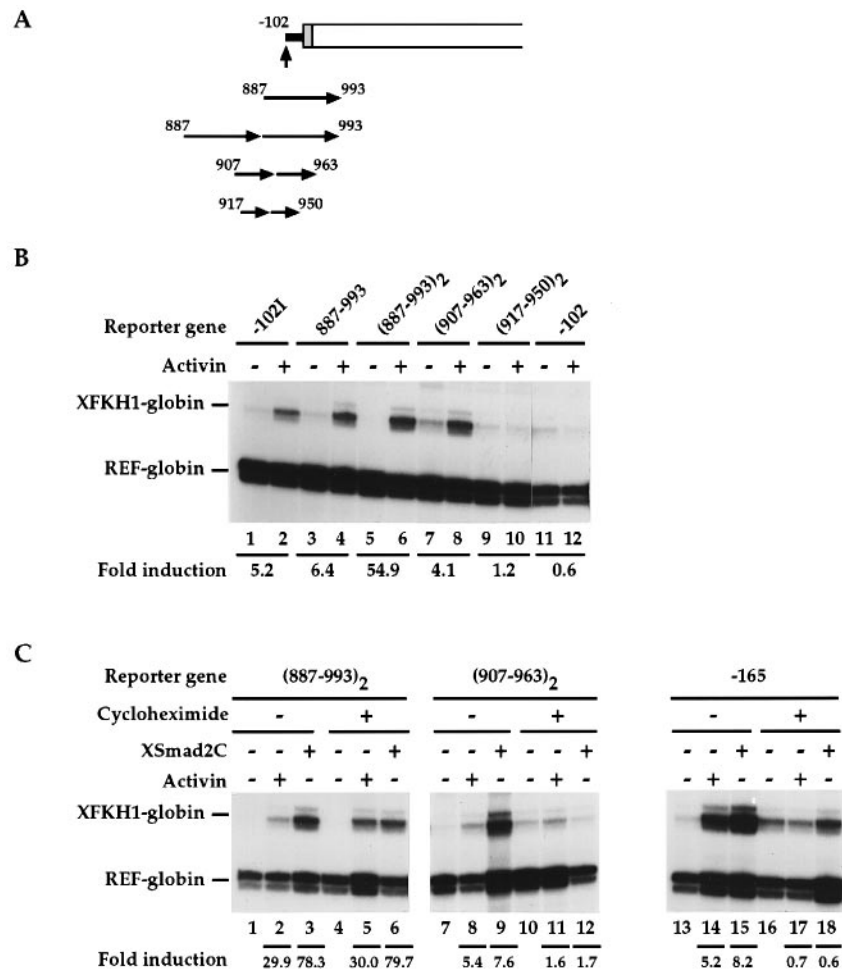 A
-102
887 993
887 993
907 963
917 950
B
Reporter gene -102I 887-993 (887-993)2 (907-963)2 (917-950)2 -102
Activin - + - + - + - + - + - +
XFKH1-globin
REF-globin
1 2 3 4 5 6 7 8 9 10 11 12
Fold induction 5.2 6.4 54.9 4.1 1.2 0.6
C
Reporter gene (887-993)2 (907-963)2 -165
Cycloheximide - + - + - +
XSmad2C - - + - - + - - + - - + - - + - - +
Activin - + - - + - - + - - + - - + - - + -
XFKH1-globin
REF-globin
1 2 3 4 5 6 7 8 9 10 11 12 13 14 15 16 17 18
Fold induction 29.9 78.3 30.0 79.7 5.4 7.6 1.6 1.7 5.2 8.2 0.7 0.6